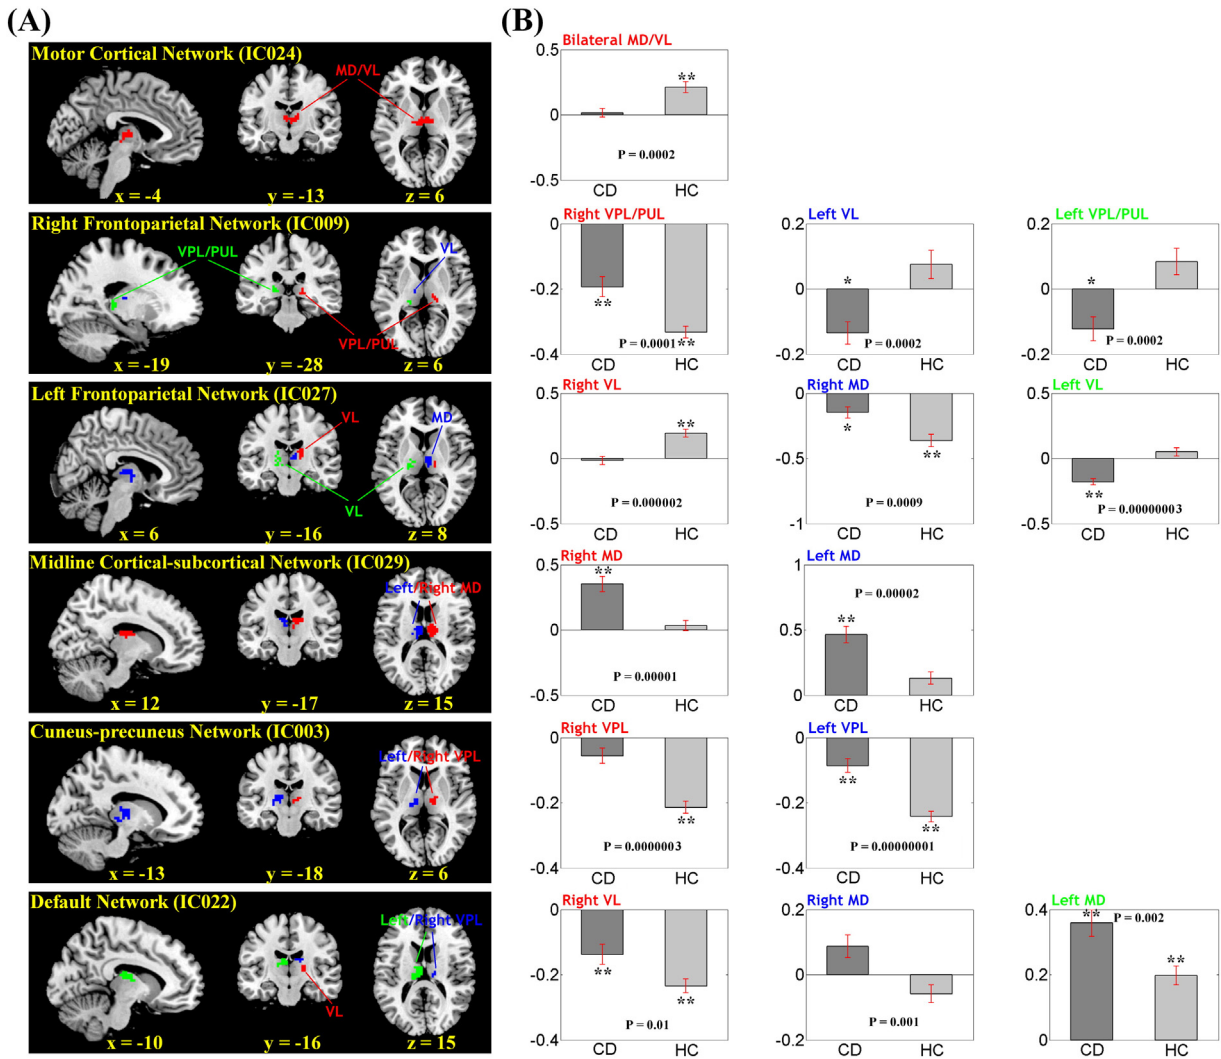 (A)
(B)
Motor Cortical Network (IC024)
MD/VL
x = -4
y = -13
z = 6
Bilateral MD/VL
0.5
**
0
P = 0.0002
-0.5
CD
HC
Right Frontoparietal Network (IC009)
VPL/PUL
VL
VPL/PUL
x = -19
y = -28
z = 6
Right VPL/PUL
0
-0.2
**
P = 0.0001
**
-0.4
CD
HC
Left VL
0.2
*
0
P = 0.0002
-0.2
CD
HC
Left VPL/PUL
0.2
*
0
P = 0.0002
-0.2
CD
HC
Left Frontoparietal Network (IC027)
VL
MD
VL
x = 6
y = -16
z = 8
Right VL
0.5
**
0
P = 0.000002
-0.5
CD
HC
Right MD
0
*
-0.5
**
P = 0.0009
-1
CD
HC
Left VL
0.5
0
**
P = 0.00000003
-0.5
CD
HC
Midline Cortical-subcortical Network (IC029)
Left/Right MD
x = 12
y = -17
z = 15
Right MD
0.5
**
0
P = 0.00001
-0.5
CD
HC
Left MD
1
P = 0.00002
**
0.5
0
CD
HC
Cuneus-precuneus Network (IC003)
Left/Right VPL
x = -13
y = -18
z = 6
Right VPL
0
-0.2
**
P = 0.0000003
-0.4
CD
HC
Left VPL
0
**
-0.2
**
P = 0.00000001
-0.4
CD
HC
Default Network (IC022)
Left/Right VPL
VL
x = -10
y = -16
z = 15
Right VL
0
-0.2
**
**
P = 0.01
-0.4
CD
HC
Right MD
0.2
0
P = 0.001
-0.2
CD
HC
Left MD
0.4
**
P = 0.002
**
0.2
0
CD
HC